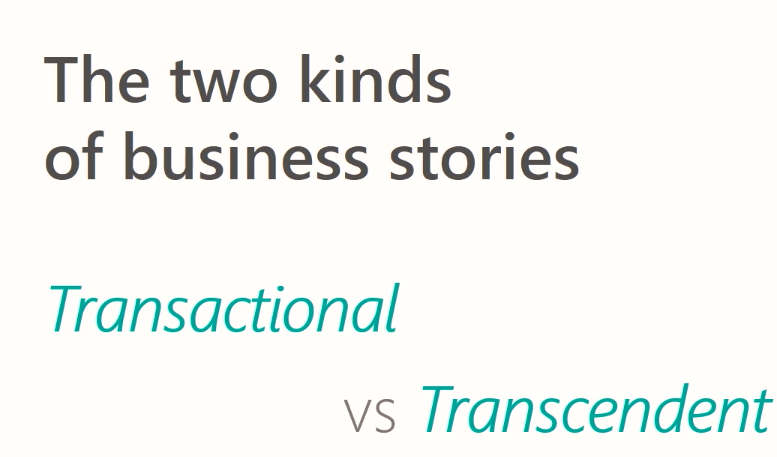 The two kinds
of business stories
Transactional
vs Transcendent